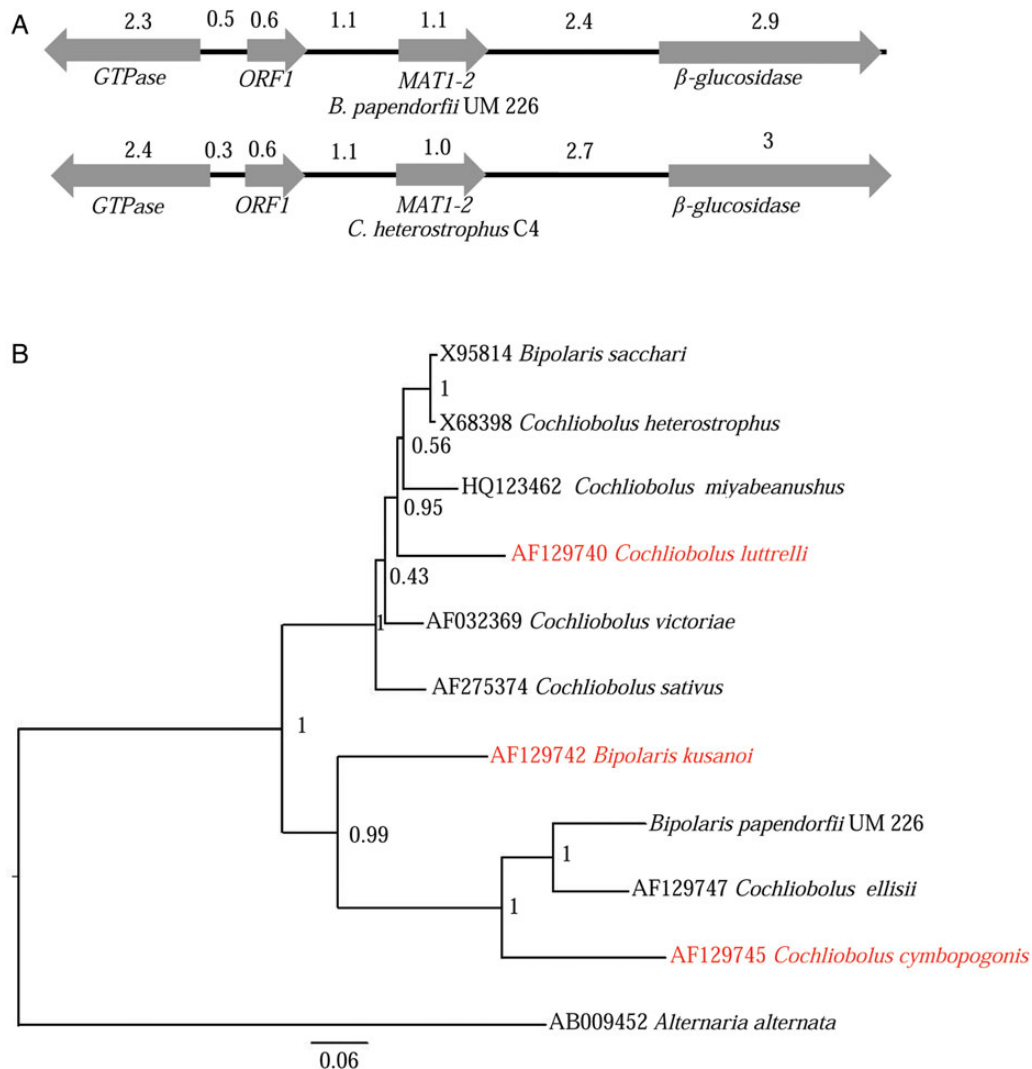 A
2.3 0.5 0.6 1.1 1.1 2.4 2.9
GTPase ORF1 MAT1-2 β-glucosidase
B. papendorfii UM 226
2.4 0.3 0.6 1.1 1.0 2.7 3
GTPase ORF1 MAT1-2 β-glucosidase
C. heterostrophus C4
B
X95814 Bipolaris sacchari
1
X68398 Cochliobolus heterostrophus
0.56
HQ123462 Cochliobolus miyabeanushus
0.95
AF129740 Cochliobolus luttrelli
0.43
AF032369 Cochliobolus victoriae
1
AF275374 Cochliobolus sativus
1
AF129742 Bipolaris kusanoi
Bipolaris papendorfii UM 226
0.99
1
AF129747 Cochliobolus ellisii
1
AF129745 Cochliobolus cymbopogonis
AB009452 Alternaria alternata
0.06